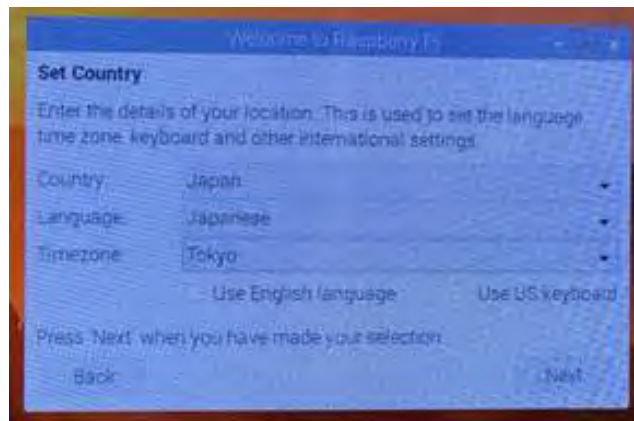 Welcome to Raspberry Pi
Set Country
Enter the details of your location. This is used to set the language,
time zone, keyboard and other international settings.
Country: Japan
Language: Japanese
Timezone: Tokyo
Use English language Use US keyboard
Press 'Next' when you have made your selection.
Back Next